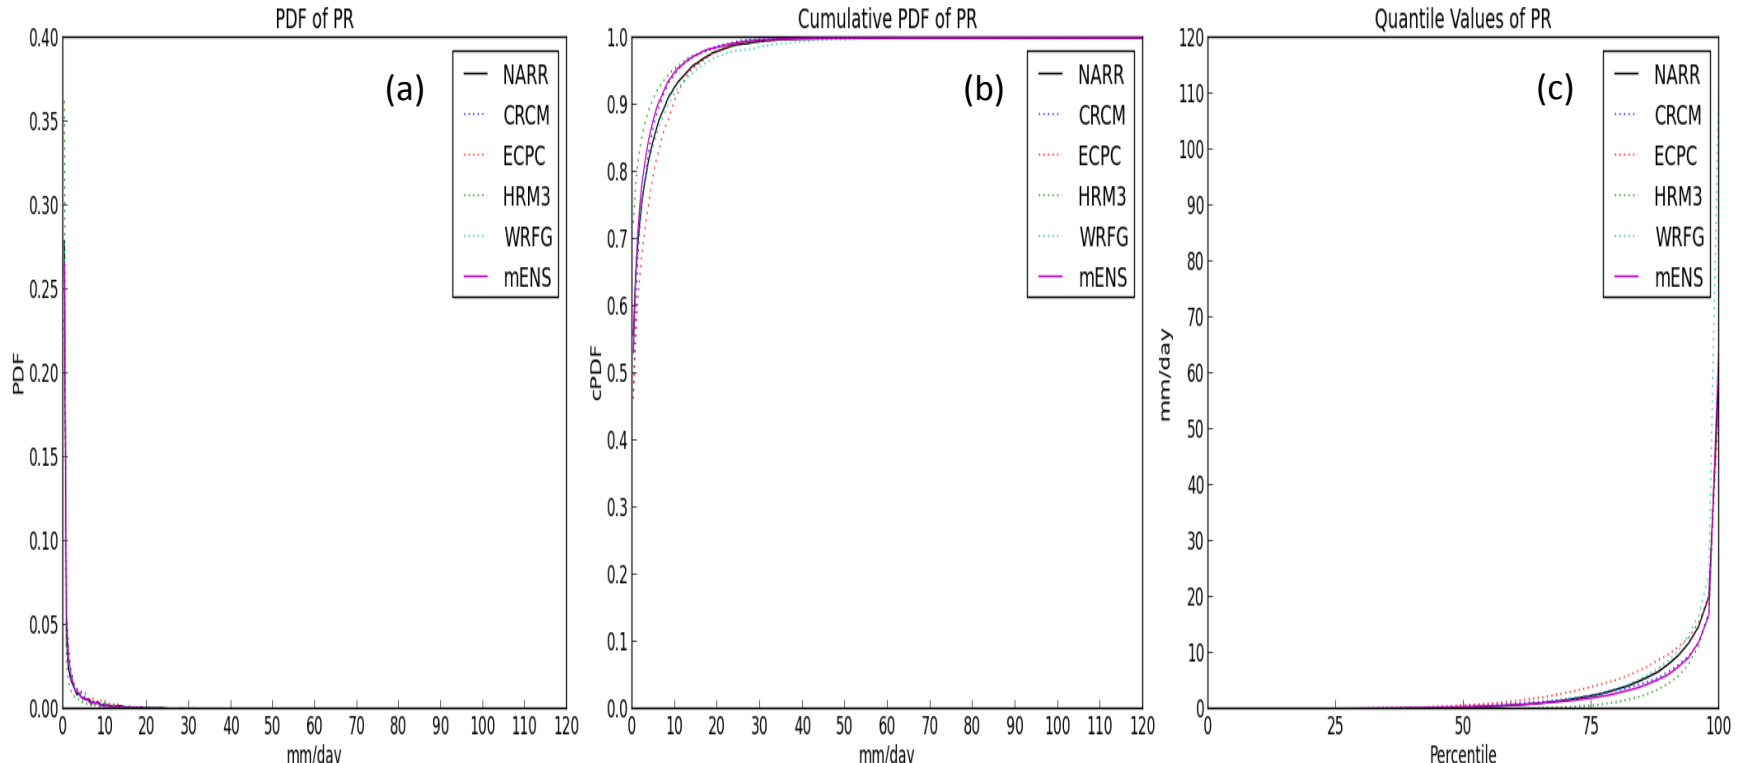 PDF of PR
0.40
0.35
0.30
0.25
0.20
0.15
0.10
0.05
0.00
PDF
0 10 20 30 40 50 60 70 80 90 100 110 120
mm/day
(a)
NARR
CRCM
ECPC
HRM3
WRFG
mENS
Cumulative PDF of PR
1.0
0.9
0.8
0.7
0.6
0.5
0.4
0.3
0.2
0.1
0.0
cPDF
0 10 20 30 40 50 60 70 80 90 100 110 120
mm/day
(b)
NARR
CRCM
ECPC
HRM3
WRFG
mENS
Quantile Values of PR
120
110
100
90
80
70
60
50
40
30
20
10
0
mm/day
0 25 50 75 100
Percentile
(c)
NARR
CRCM
ECPC
HRM3
WRFG
mENS